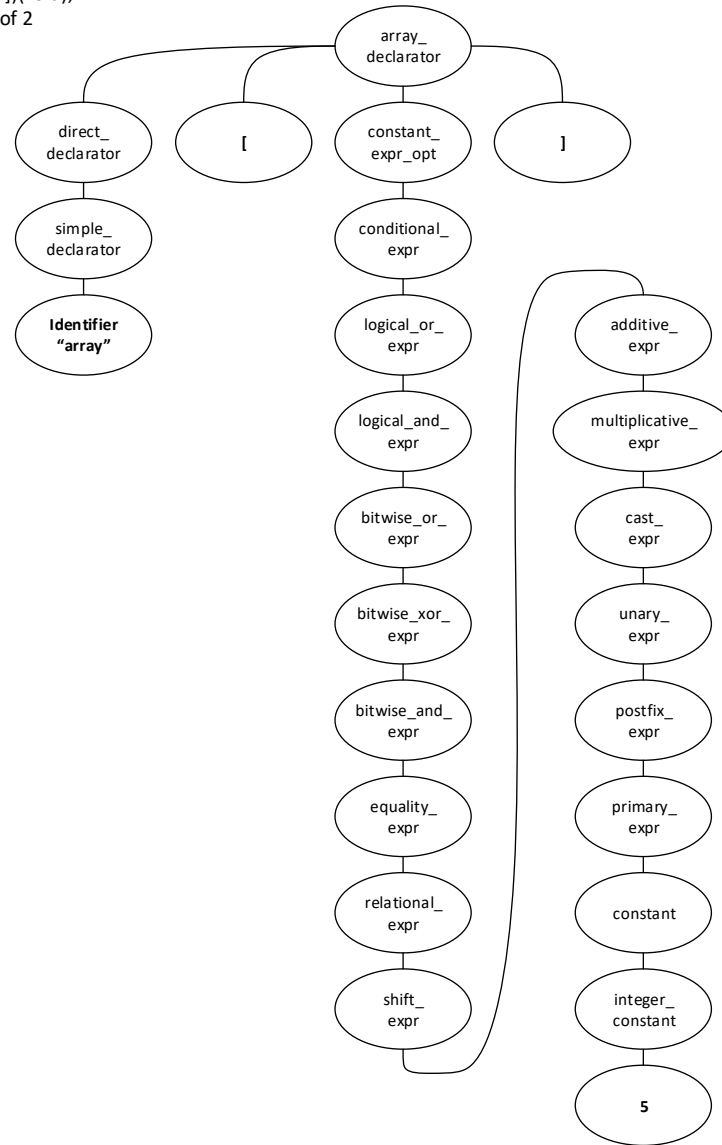 of 2
array_
declarator
direct_
declarator
[
constant_
expr_opt
]
simple_
declarator
conditional_
expr
Identifier
“array”
logical_or_
expr
additive_
expr
logical_and_
expr
multiplicative_
expr
bitwise_or_
expr
cast_
expr
bitwise_xor_
expr
unary_
expr
bitwise_and_
expr
postfix_
expr
equality_
expr
primary_
expr
relational_
expr
constant
shift_
expr
integer_
constant
5